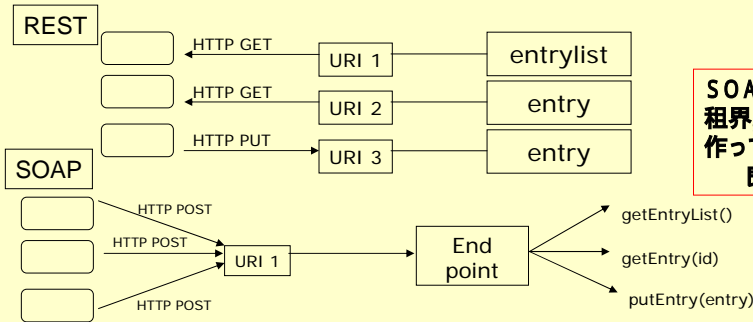 REST
HTTP GET
URI 1
entrylist
HTTP GET
URI 2
entry
HTTP PUT
URI 3
entry
SOA
租界
作って
SOAP
HTTP POST
HTTP POST
HTTP POST
URI 1
End
point
getEntryList()
getEntry(id)
putEntry(entry)